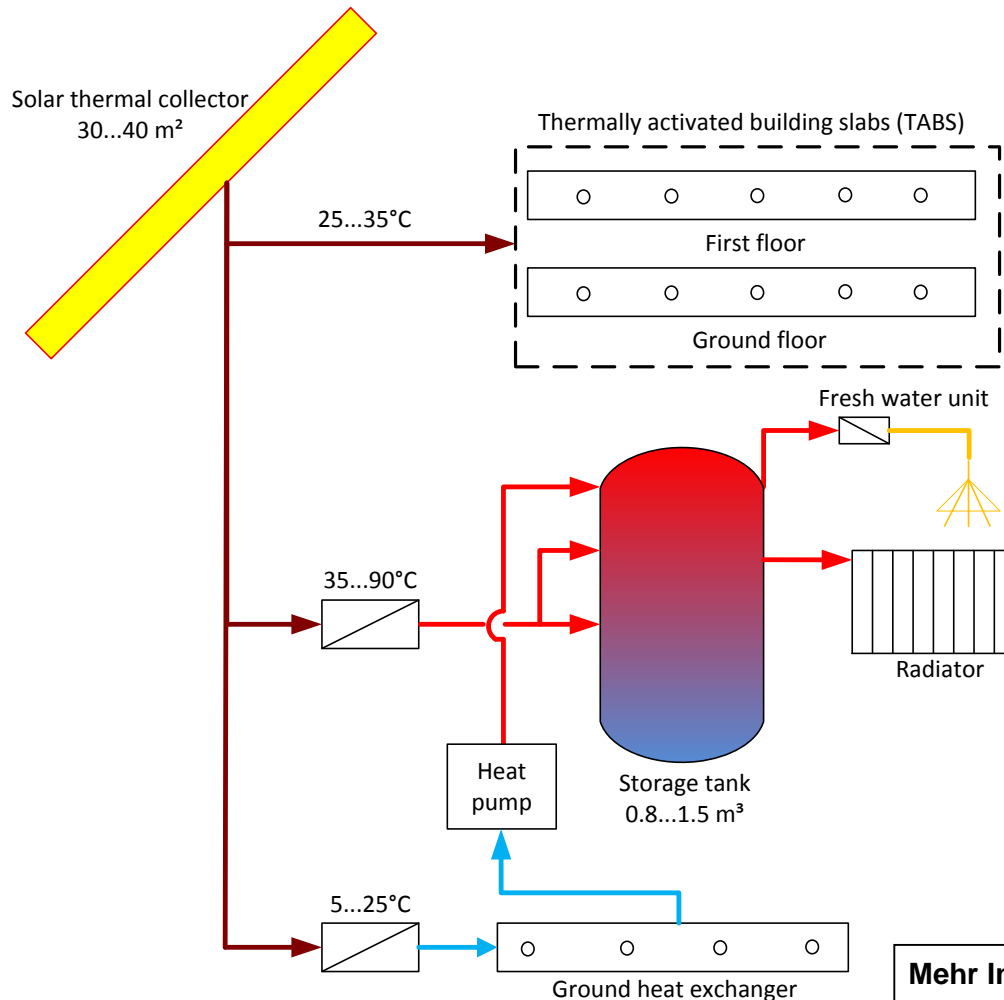 Solar thermal collector
30...40 m²
Thermally activated building slabs (TABS)
25...35°C
First floor
Ground floor
Fresh water unit
35...90°C
Radiator
Heat
pump
Storage tank
0.8...1.5 m³
5...25°C
Ground heat exchanger
Mehr